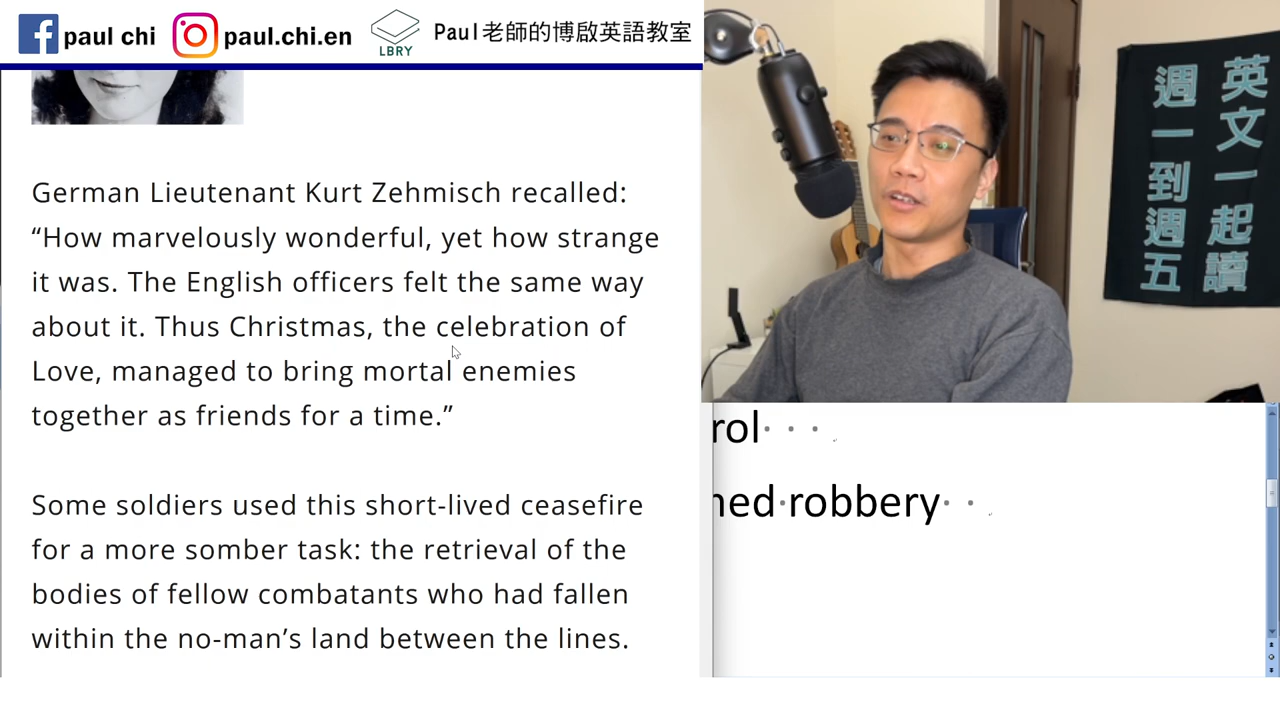 paul chi
paul.chi.en
LBRY
Paul老師的博啟英語教室
German Lieutenant Kurt Zehmisch recalled:
“How marvelously wonderful, yet how strange
it was. The English officers felt the same way
about it. Thus Christmas, the celebration of
Love, managed to bring mortal enemies
together as friends for a time.”
Some soldiers used this short-lived ceasefire
for a more somber task: the retrieval of the
bodies of fellow combatants who had fallen
within the no-man’s land between the lines.
英文一起讀
週一到週五
rol
ned robbery